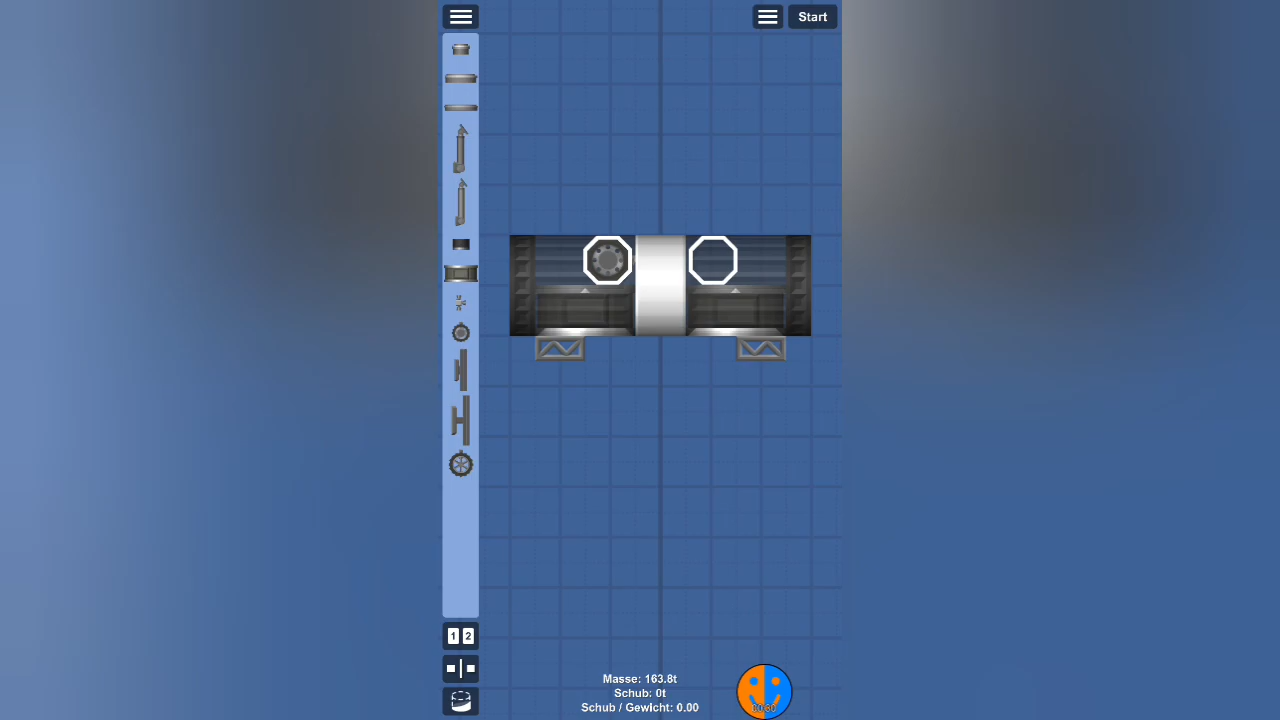 Start
1 2
Masse: 163.8t
Schub: 0t
Schub / Gewicht: 0.00